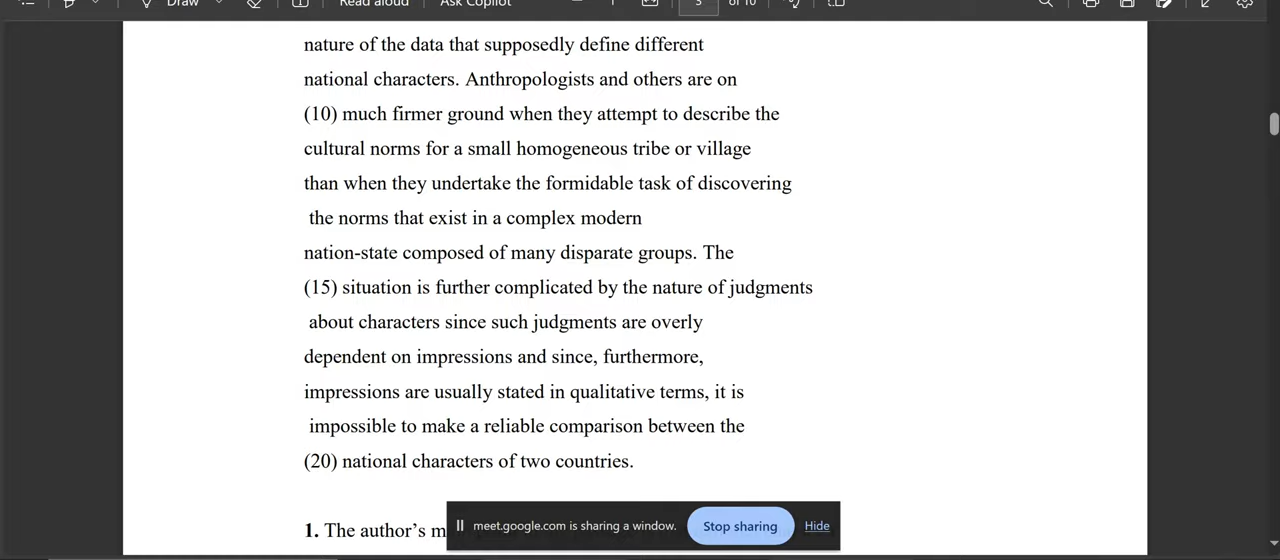 Draw
Read aloud
Ask Copilot
3
of 10
nature of the data that supposedly define different
national characters. Anthropologists and others are on
(10) much firmer ground when they attempt to describe the
cultural norms for a small homogeneous tribe or village
than when they undertake the formidable task of discovering
the norms that exist in a complex modern
nation-state composed of many disparate groups. The
(15) situation is further complicated by the nature of judgments
about characters since such judgments are overly
dependent on impressions and since, furthermore,
impressions are usually stated in qualitative terms, it is
impossible to make a reliable comparison between the
(20) national characters of two countries.
1. The author's m
meet.google.com is sharing a window.
Stop sharing
Hide